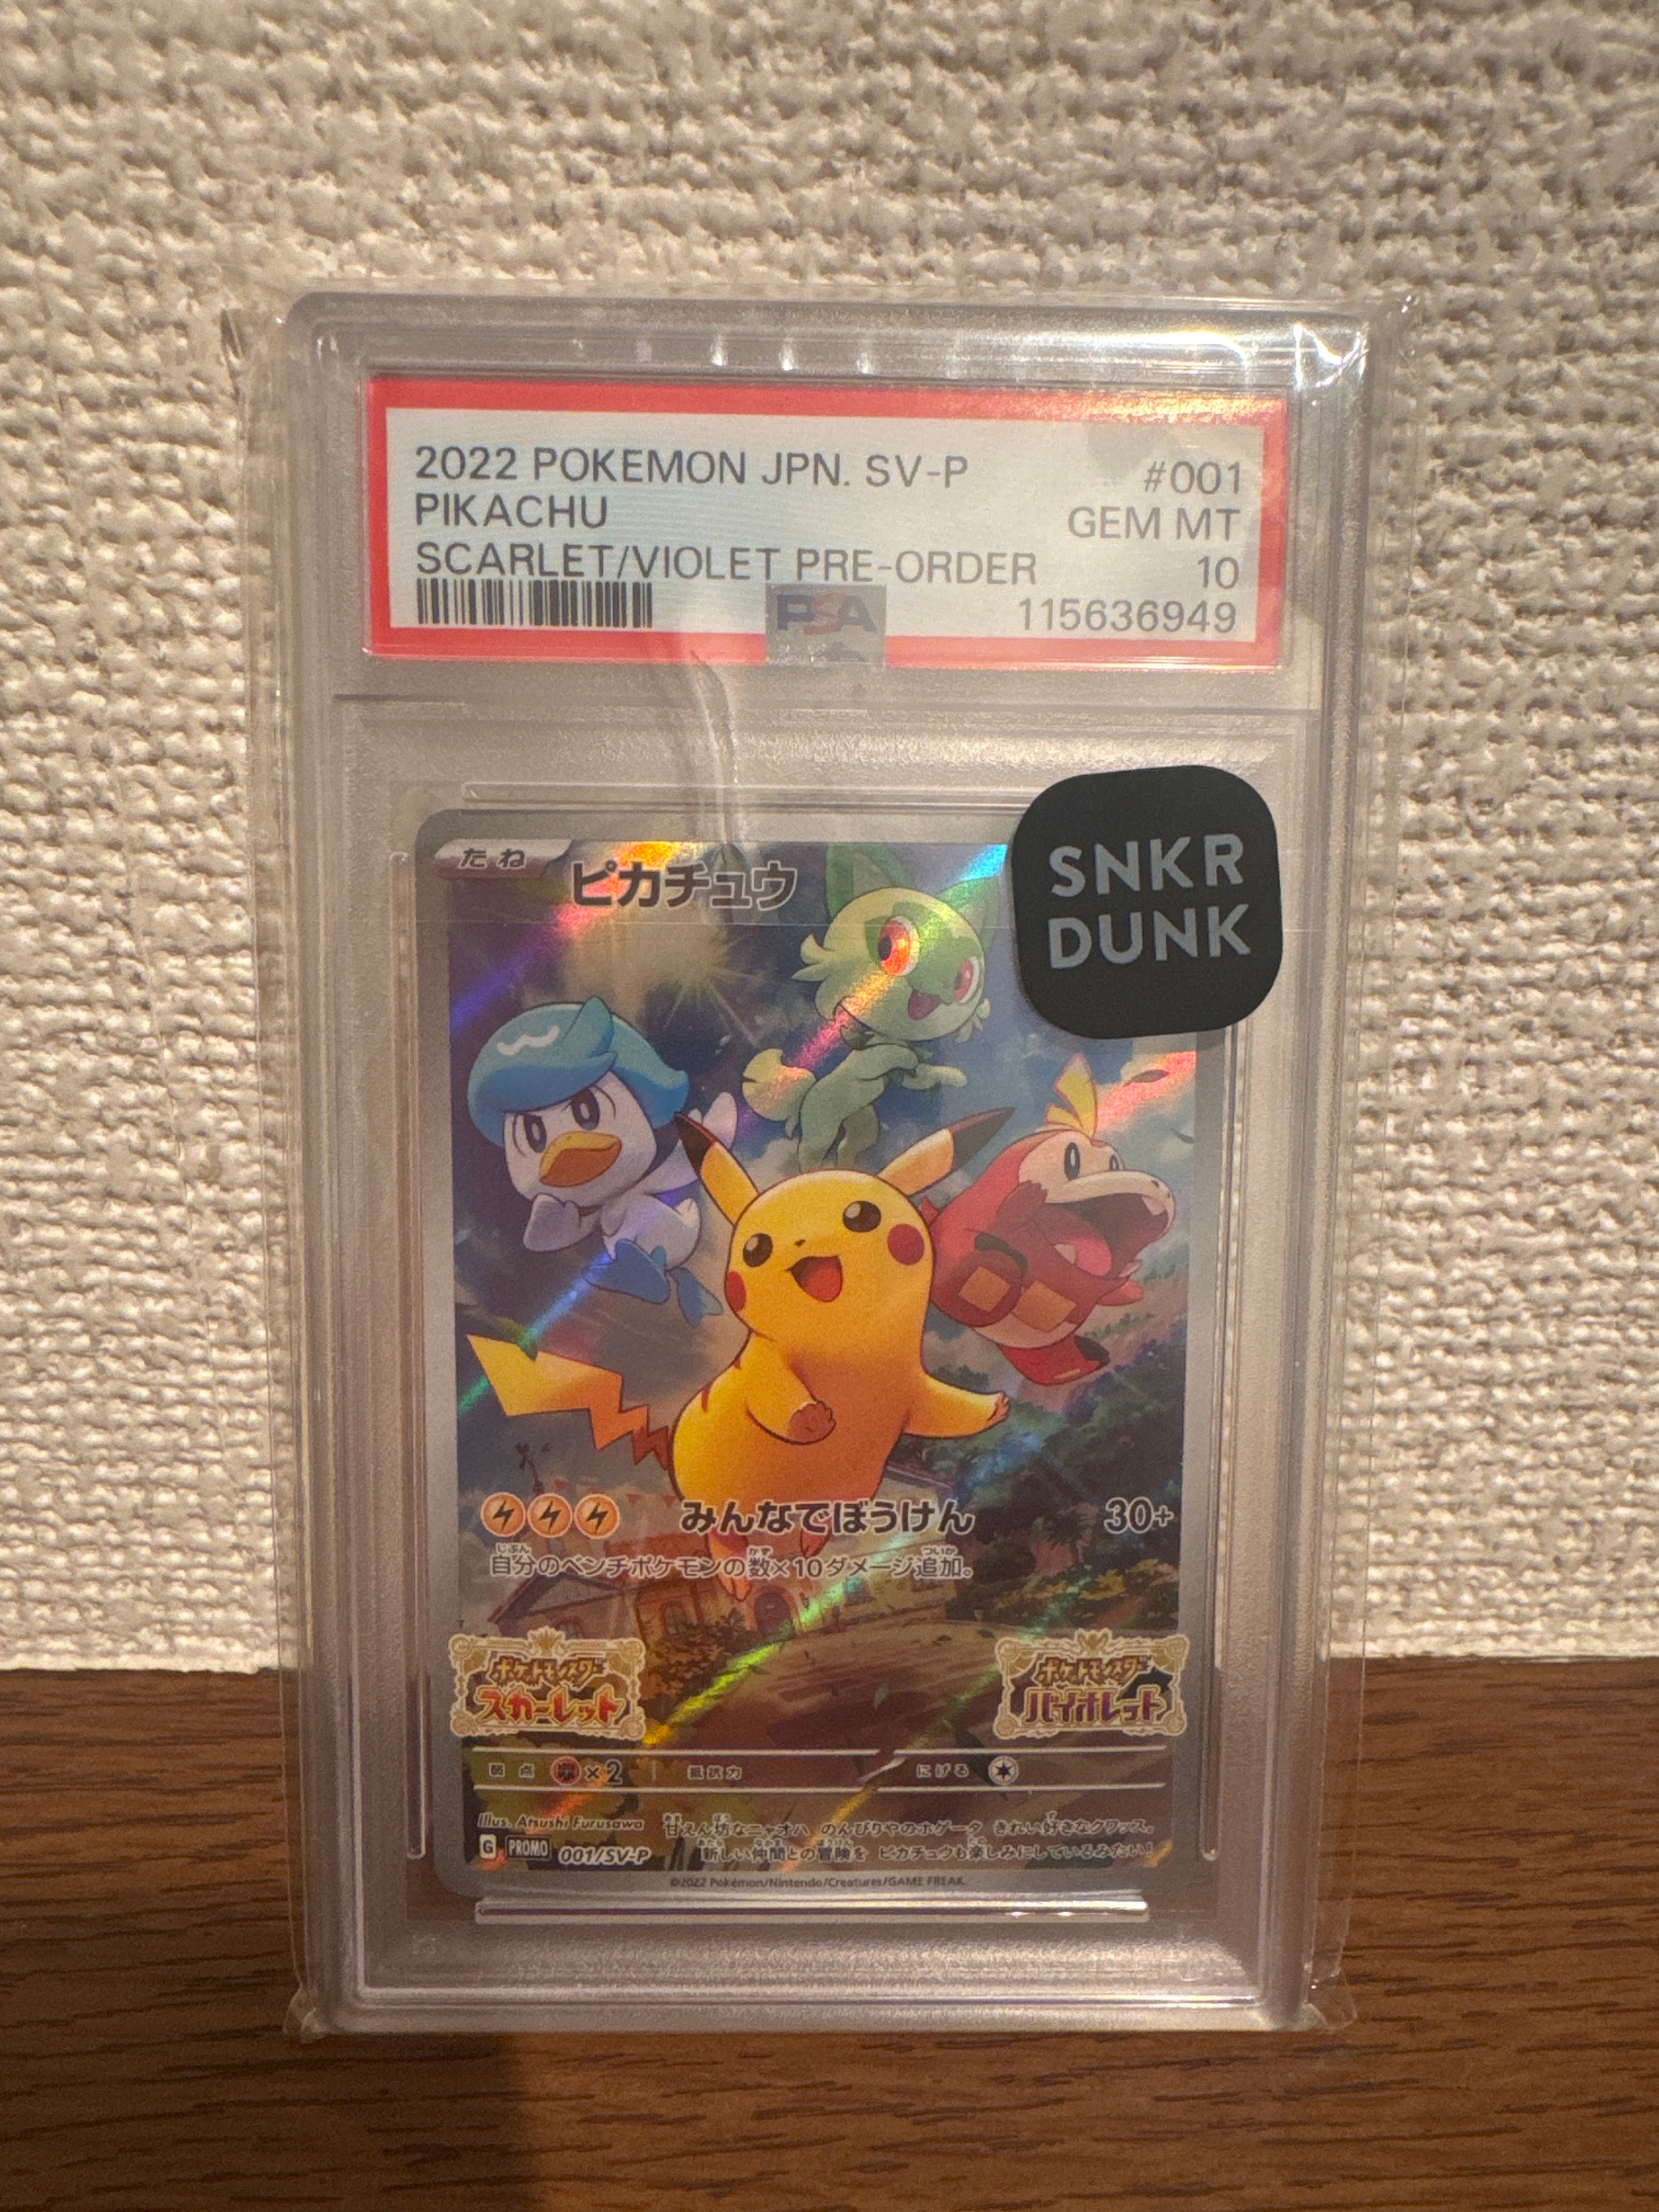 2022 POKEMON JPN. SV-P #001
PIKACHU GEM MT
SCARLET/VIOLET PRE-ORDER 10
PSA 115636949
SNKR
DUNK
たね ピカチュウ
みんなでぼうけん 30+
自分のベンチポケモンの数×10ダメージ追加。
ポケットモンスター
スカーレット
ポケットモンスター
バイオレット
弱点 ×2 抵抗力 にげる
Illus. Atsushi Furusawa
甘えん坊なニャオハ のんびりやのホゲータ きれい好きなクワッス。
新しい仲間との冒険を ピカチュウも楽しみにしているみたい!
G PROMO 001/SV-P
©2022 Pokémon/Nintendo/Creatures/GAME FREAK.